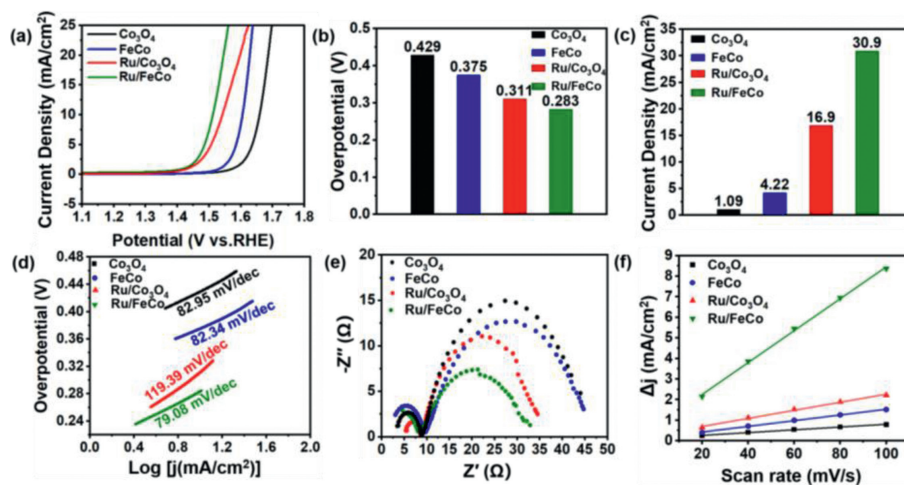 (a)
Current Density (mA/cm²)
25
20
15
10
5
0
-5
Co₃O₄
FeCo
Ru/Co₃O₄
Ru/FeCo
1.1 1.2 1.3 1.4 1.5 1.6 1.7 1.8
Potential (V vs.RHE)
(b)
Overpotential (V)
0.5
0.4
0.3
0.2
0.1
0.0
0.429
0.375
0.311
0.283
Co₃O₄
FeCo
Ru/Co₃O₄
Ru/FeCo
(c)
Current Density (mA/cm²)
35
30
25
20
15
10
5
0
Co₃O₄
FeCo
Ru/Co₃O₄
Ru/FeCo
1.09
4.22
16.9
30.9
(d)
Overpotential (V)
0.48
0.44
0.40
0.36
0.32
0.28
0.24
Co₃O₄
FeCo
Ru/Co₃O₄
Ru/FeCo
82.95 mV/dec
82.34 mV/dec
119.39 mV/dec
79.08 mV/dec
0.0 0.4 0.8 1.2 1.6 2.0
Log [j(mA/cm²)]
(e)
-Z″ (Ω)
20
15
10
5
0
Co₃O₄
FeCo
Ru/Co₃O₄
Ru/FeCo
0 5 10 15 20 25 30 35 40 45 50
Z′ (Ω)
(f)
Δj (mA/cm²)
9
8
7
6
5
4
3
2
1
0
Co₃O₄
FeCo
Ru/Co₃O₄
Ru/FeCo
20 40 60 80 100
Scan rate (mV/s)